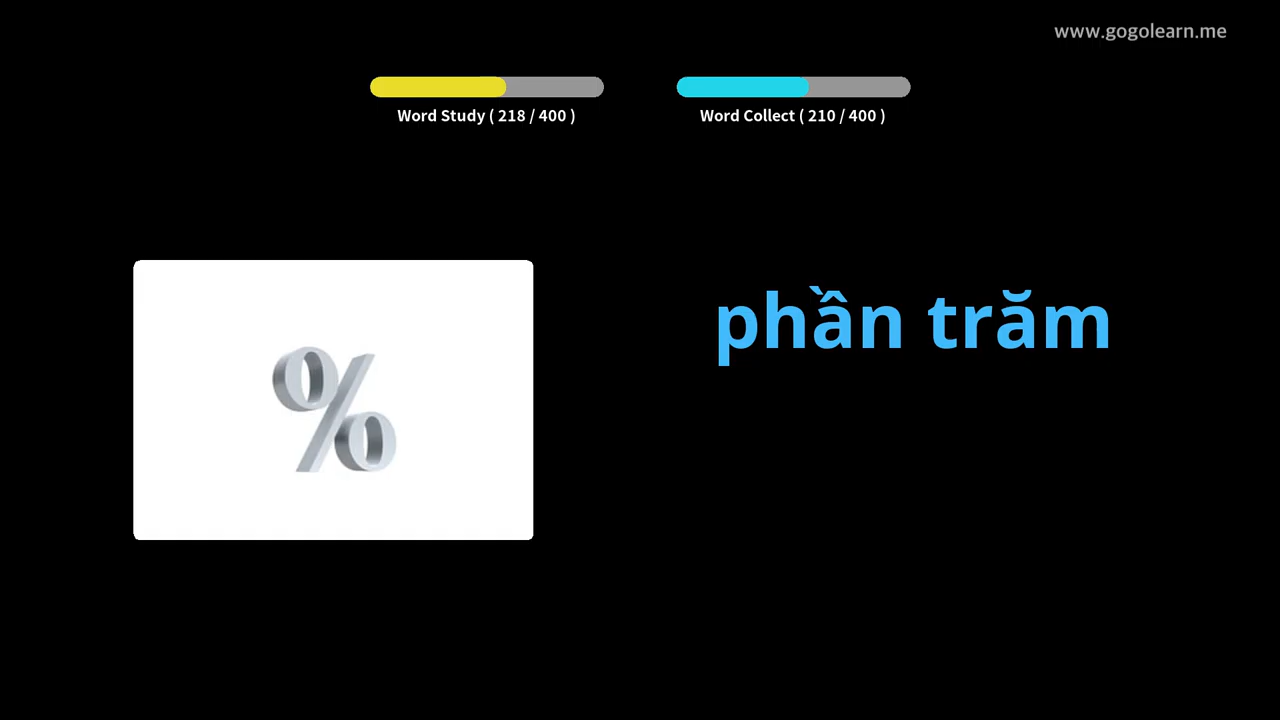 www.gogolearn.me
Word Study ( 218 / 400 )
Word Collect ( 210 / 400 )
phần trăm
%